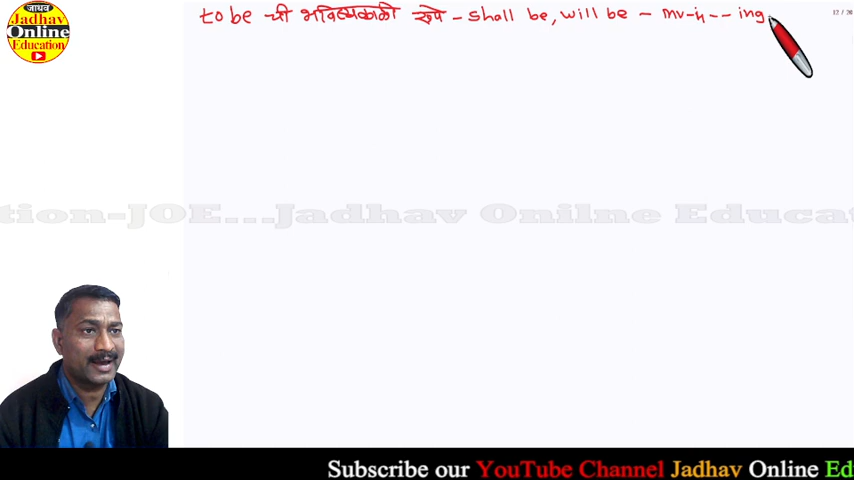 जाधव
Jadhav
Online
Education
to be ची भविष्यकाळी रूपे - shall be, will be - mv-ला -- ing
12 / 20
tion-JOE...Jadhav Onilne Educat
Subscribe our YouTube Channel Jadhav Online Ed